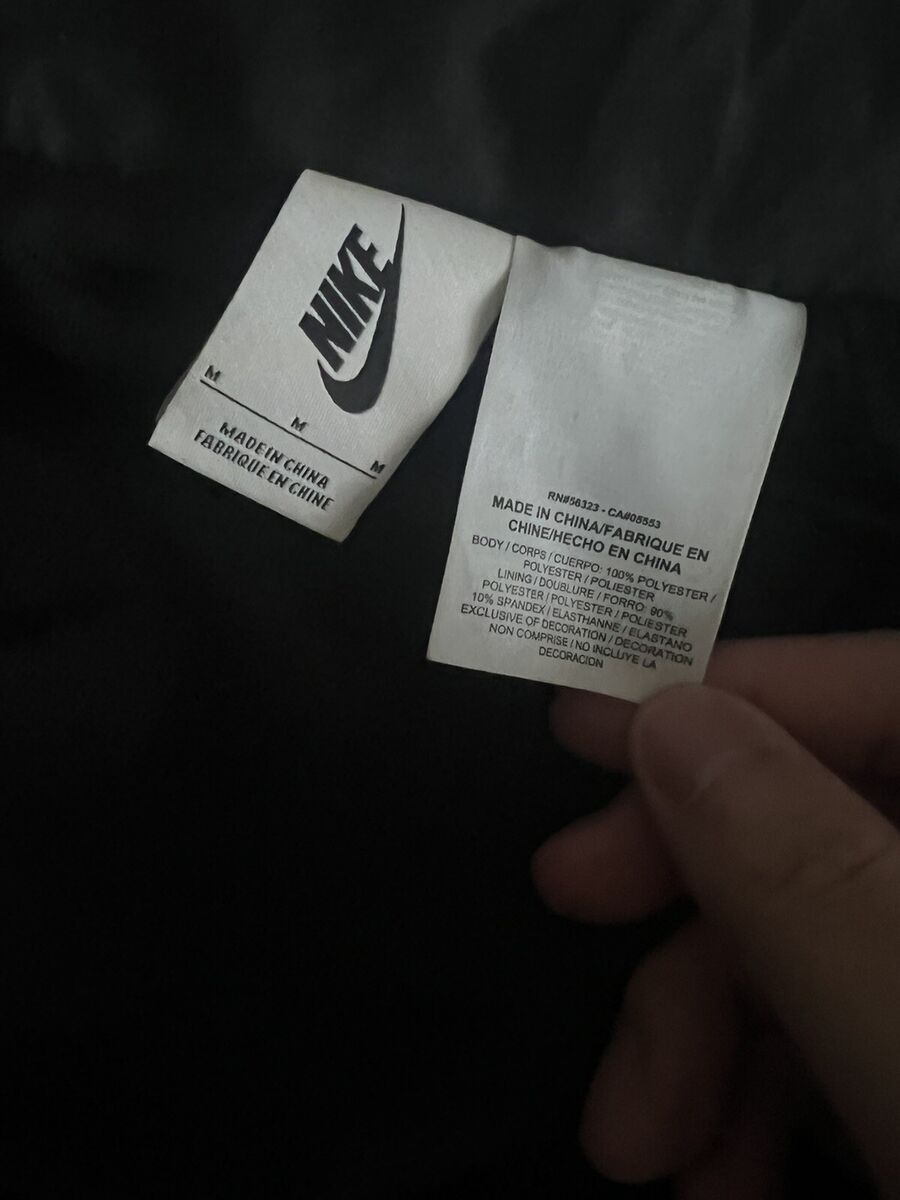 NIKE
M
M
M
MADE IN CHINA
FABRIQUE EN CHINE
RN#56323 - CA#05553
MADE IN CHINA/FABRIQUE EN
CHINE/HECHO EN CHINA
BODY / CORPS / CUERPO: 100% POLYESTER /
POLYESTER / POLIESTER
LINING / DOUBLURE / FORRO: 90%
POLYESTER / POLYESTER / POLIESTER
10% SPANDEX / ELASTHANNE / ELASTANO
EXCLUSIVE OF DECORATION / DECORATION
NON COMPRISE / NO INCLUYE LA
DECORACION